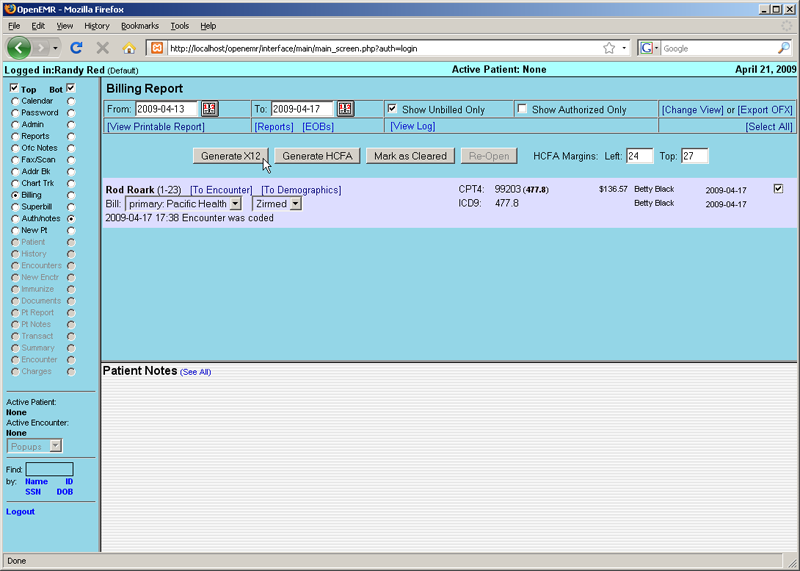 OpenEMR - Mozilla Firefox
File Edit View History Bookmarks Tools Help
http://localhost/openemr/interface/main/main_screen.php?auth=login
Google
Logged in:Randy Red (Default) Active Patient: None April 21, 2009
Top Bot
Calendar
Password
Admin
Reports
Ofc Notes
Fax/Scan
Addr Bk
Chart Trk
Billing
Superbill
Auth/notes
New Pt
Patient
History
Encounters
New Enctr
Immunize
Documents
Pt Report
Pt Notes
Transact
Summary
Encounter
Charges
Active Patient:
None
Active Encounter:
None
Popups
Find:
by: Name ID
SSN DOB
Logout
Billing Report
From: 2009-04-13 To: 2009-04-17 Show Unbilled Only Show Authorized Only [Change View] or [Export OFX]
[View Printable Report] [Reports] [EOBs] [View Log] [Select All]
Generate X12 Generate HCFA Mark as Cleared Re-Open HCFA Margins: Left: 24 Top: 27
Rod Roark (1-23) [To Encounter] [To Demographics] CPT4: 99203 (477.8) $136.57 Betty Black 2009-04-17
Bill: primary: Pacific Health Zirmed ICD9: 477.8 Betty Black 2009-04-17
2009-04-17 17:38 Encounter was coded
Patient Notes (See All)
Done